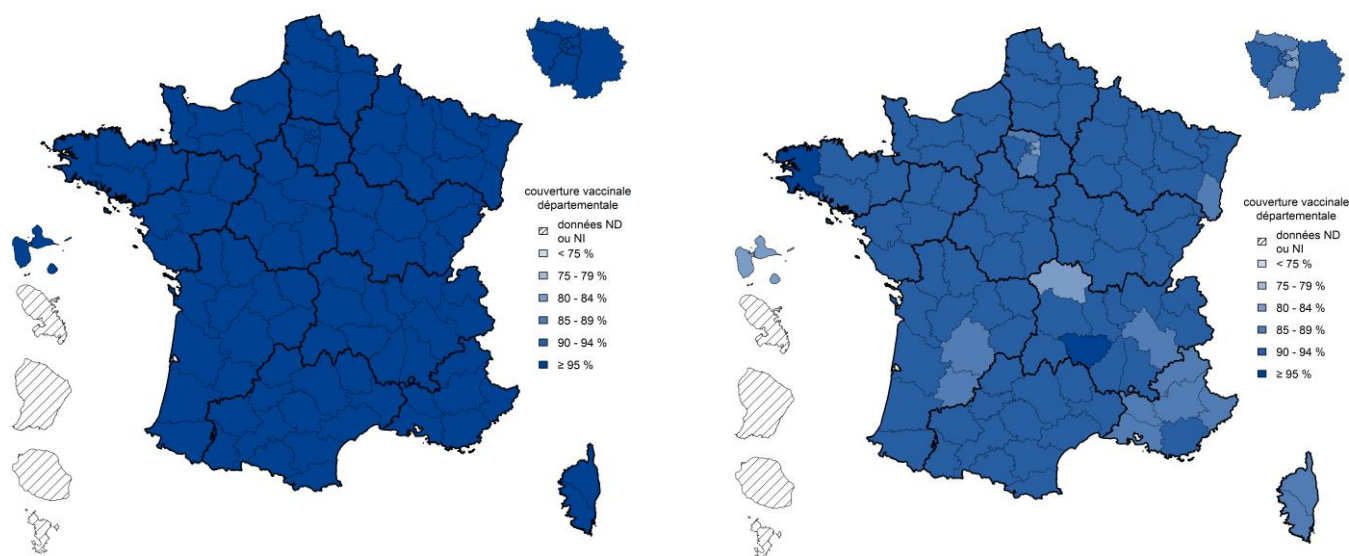 couverture vaccinale
départementale
données ND
ou NI
< 75 %
75 - 79 %
80 - 84 %
85 - 89 %
90 - 94 %
≥ 95 %
couverture vaccinale
départementale
données ND
ou NI
< 75 %
75 - 79 %
80 - 84 %
85 - 89 %
90 - 94 %
≥ 95 %